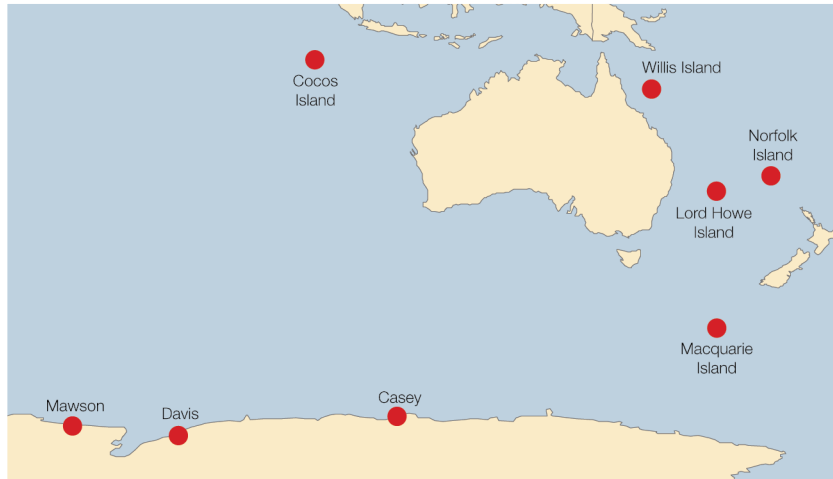 Cocos
Island
Willis Island
Norfolk
Island
Lord Howe
Island
Macquarie
Island
Mawson
Davis
Casey